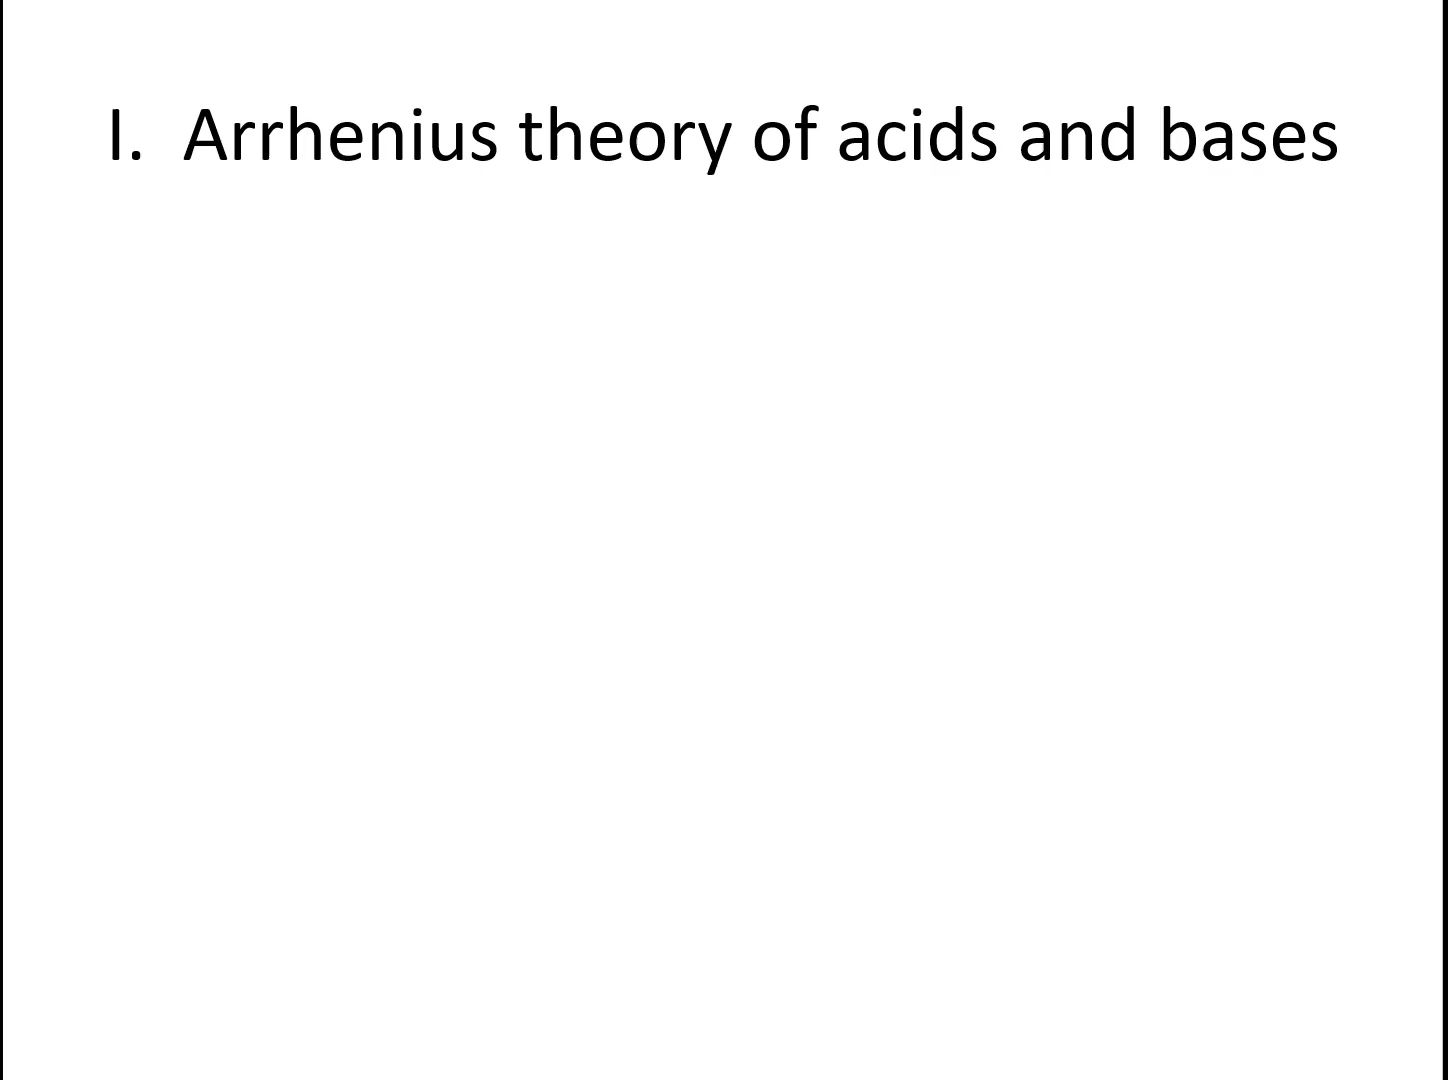 I.  Arrhenius theory of acids and bases